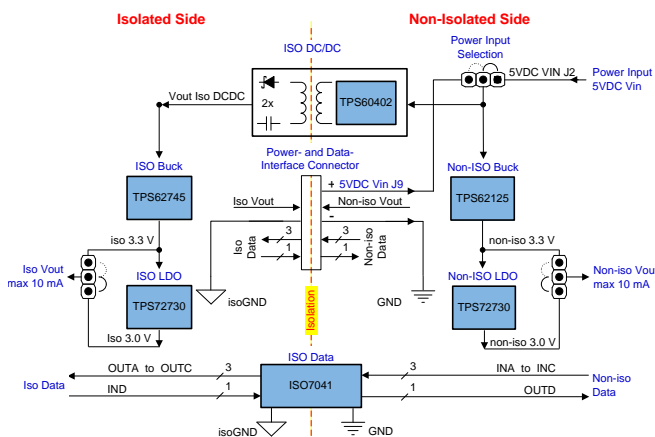 Isolated Side
Non-Isolated Side
ISO DC/DC
Power Input
Selection
5VDC VIN J2
Power Input
5VDC Vin
Vout Iso DCDC
2x
TPS60402
Power- and Data-
Interface Connector
ISO Buck
Non-ISO Buck
+ 5VDC Vin J9
TPS62745
Iso Vout
Non-iso Vout
TPS62125
-
iso 3.3 V
Iso
Data
3
1
3
1
Non-iso
Data
non-iso 3.3 V
Iso Vout
max 10 mA
ISO LDO
Non-ISO LDO
Non-iso Vou
max 10 mA
TPS72730
isoGND
Isolation
GND
TPS72730
Iso 3.0 V
non-iso 3.0 V
ISO Data
OUTA to OUTC
3
3
INA to INC
Iso Data
IND
1
ISO7041
1
OUTD
Non-iso
Data
isoGND
GND